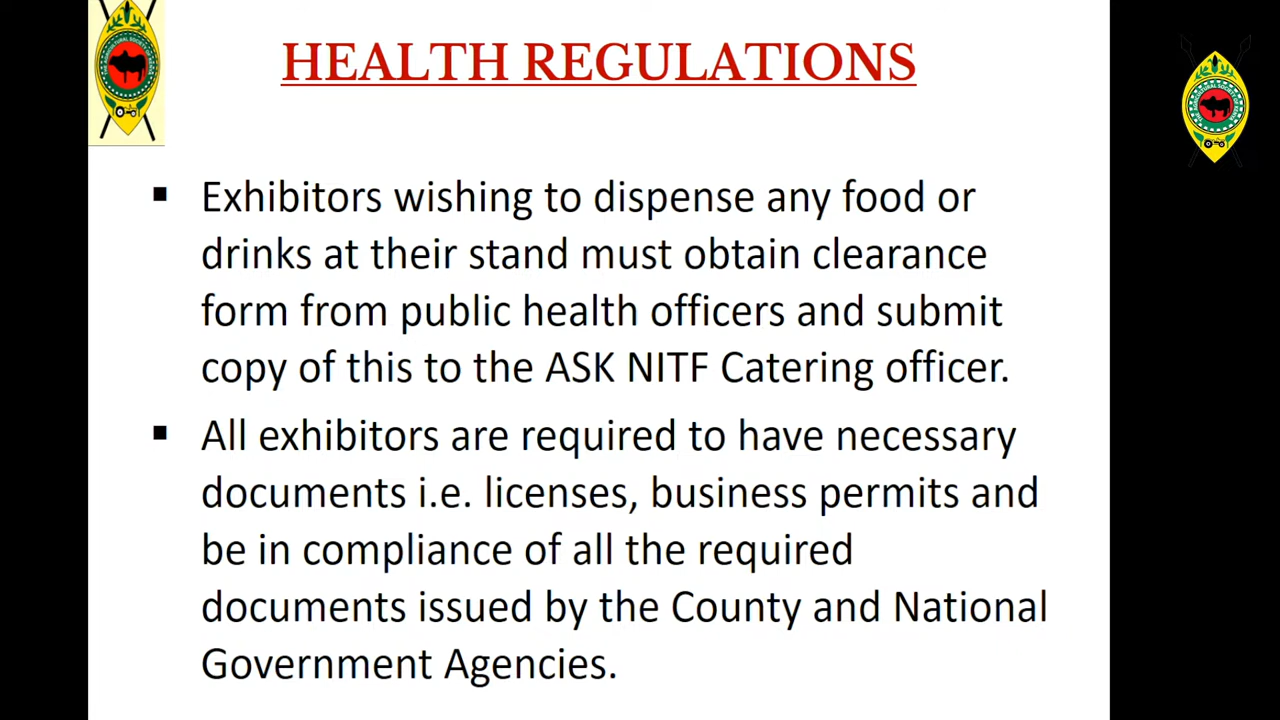 HEALTH REGULATIONS
▪ Exhibitors wishing to dispense any food or
drinks at their stand must obtain clearance
form from public health officers and submit
copy of this to the ASK NITF Catering officer.
▪ All exhibitors are required to have necessary
documents i.e. licenses, business permits and
be in compliance of all the required
documents issued by the County and National
Government Agencies.